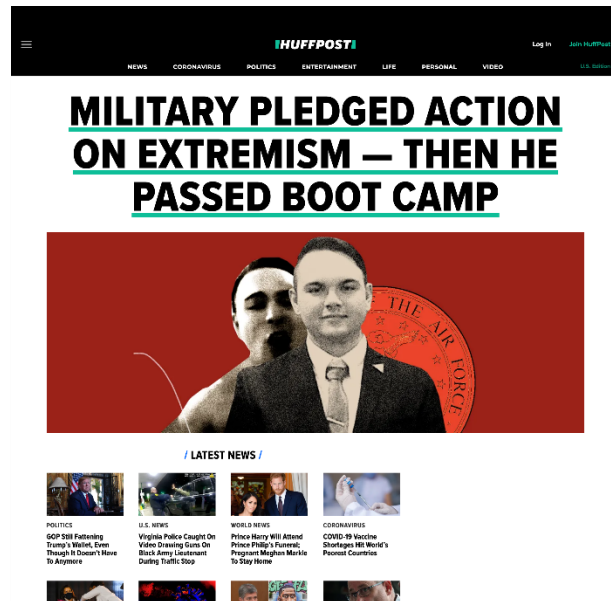 HUFFPOST
Log In
Join HuffPost
NEWS CORONAVIRUS POLITICS ENTERTAINMENT LIFE PERSONAL VIDEO
U.S. Edition
MILITARY PLEDGED ACTION
ON EXTREMISM — THEN HE
PASSED BOOT CAMP
THE AIR FORCE
/ LATEST NEWS /
POLITICS
GOP Still Fattening
Trump's Wallet, Even
Though It Doesn't Have
To Anymore
U.S. NEWS
Virginia Police Caught On
Video Drawing Guns On
Black Army Lieutenant
During Traffic Stop
WORLD NEWS
Prince Harry Will Attend
Prince Philip's Funeral;
Pregnant Meghan Markle
To Stay Home
CORONAVIRUS
COVID-19 Vaccine
Shortages Hit World's
Poorest Countries